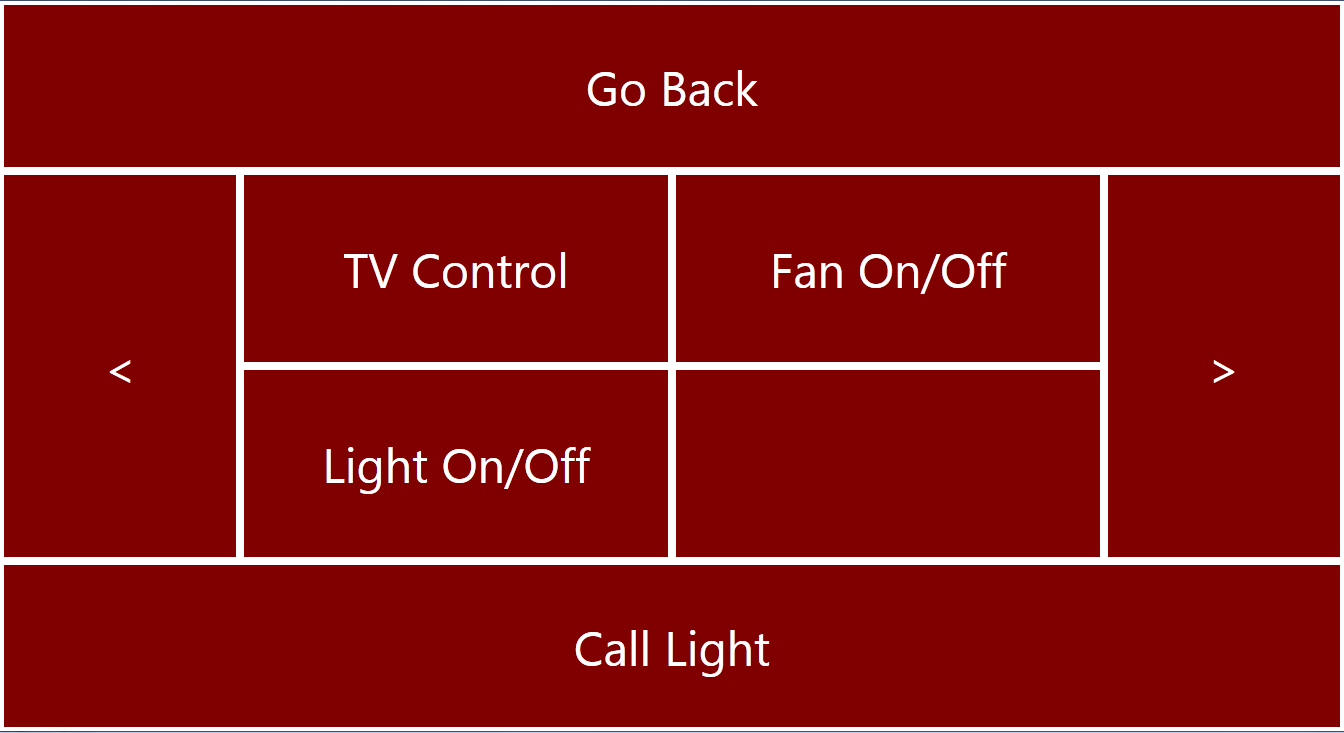 Go Back
TV Control
Fan On/Off
<
>
Light On/Off
Call Light